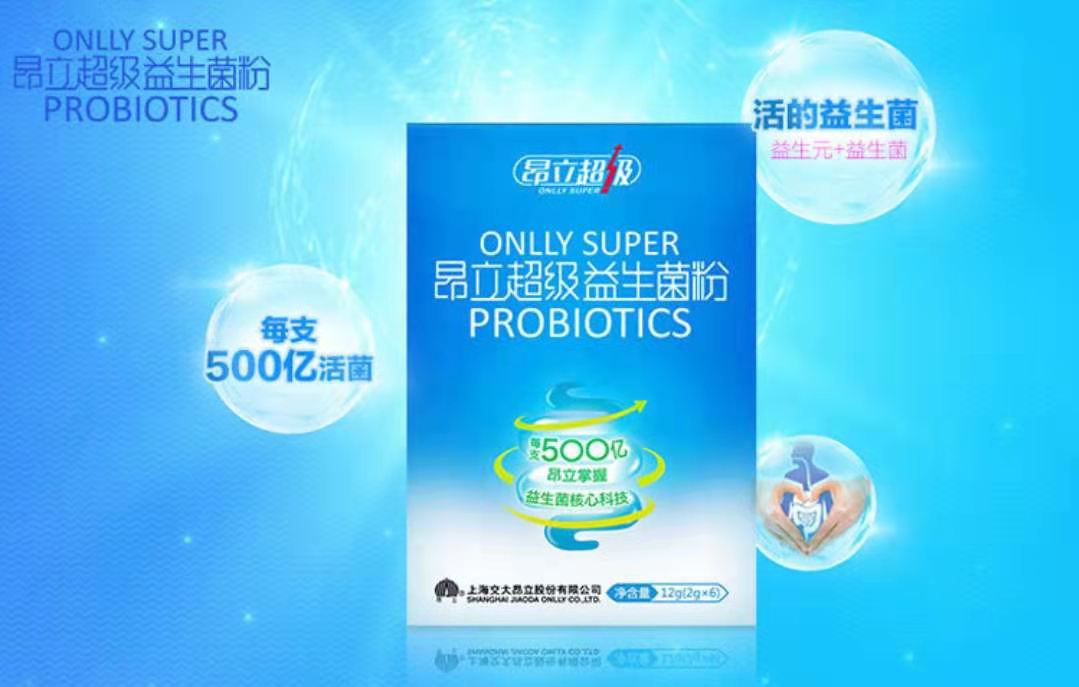 ONLLY SUPER
昂立超级益生菌粉
PROBIOTICS
活的益生菌
益生元+益生菌
每支
500亿活菌
昂立超级
ONLLY SUPER
ONLLY SUPER
昂立超级益生菌粉
PROBIOTICS
每支500亿
昂立掌握
益生菌核心科技
上海交大昂立股份有限公司
SHANGHAI JIAODA ONLLY CO.,LTD.
净含量 12g(2g×6)